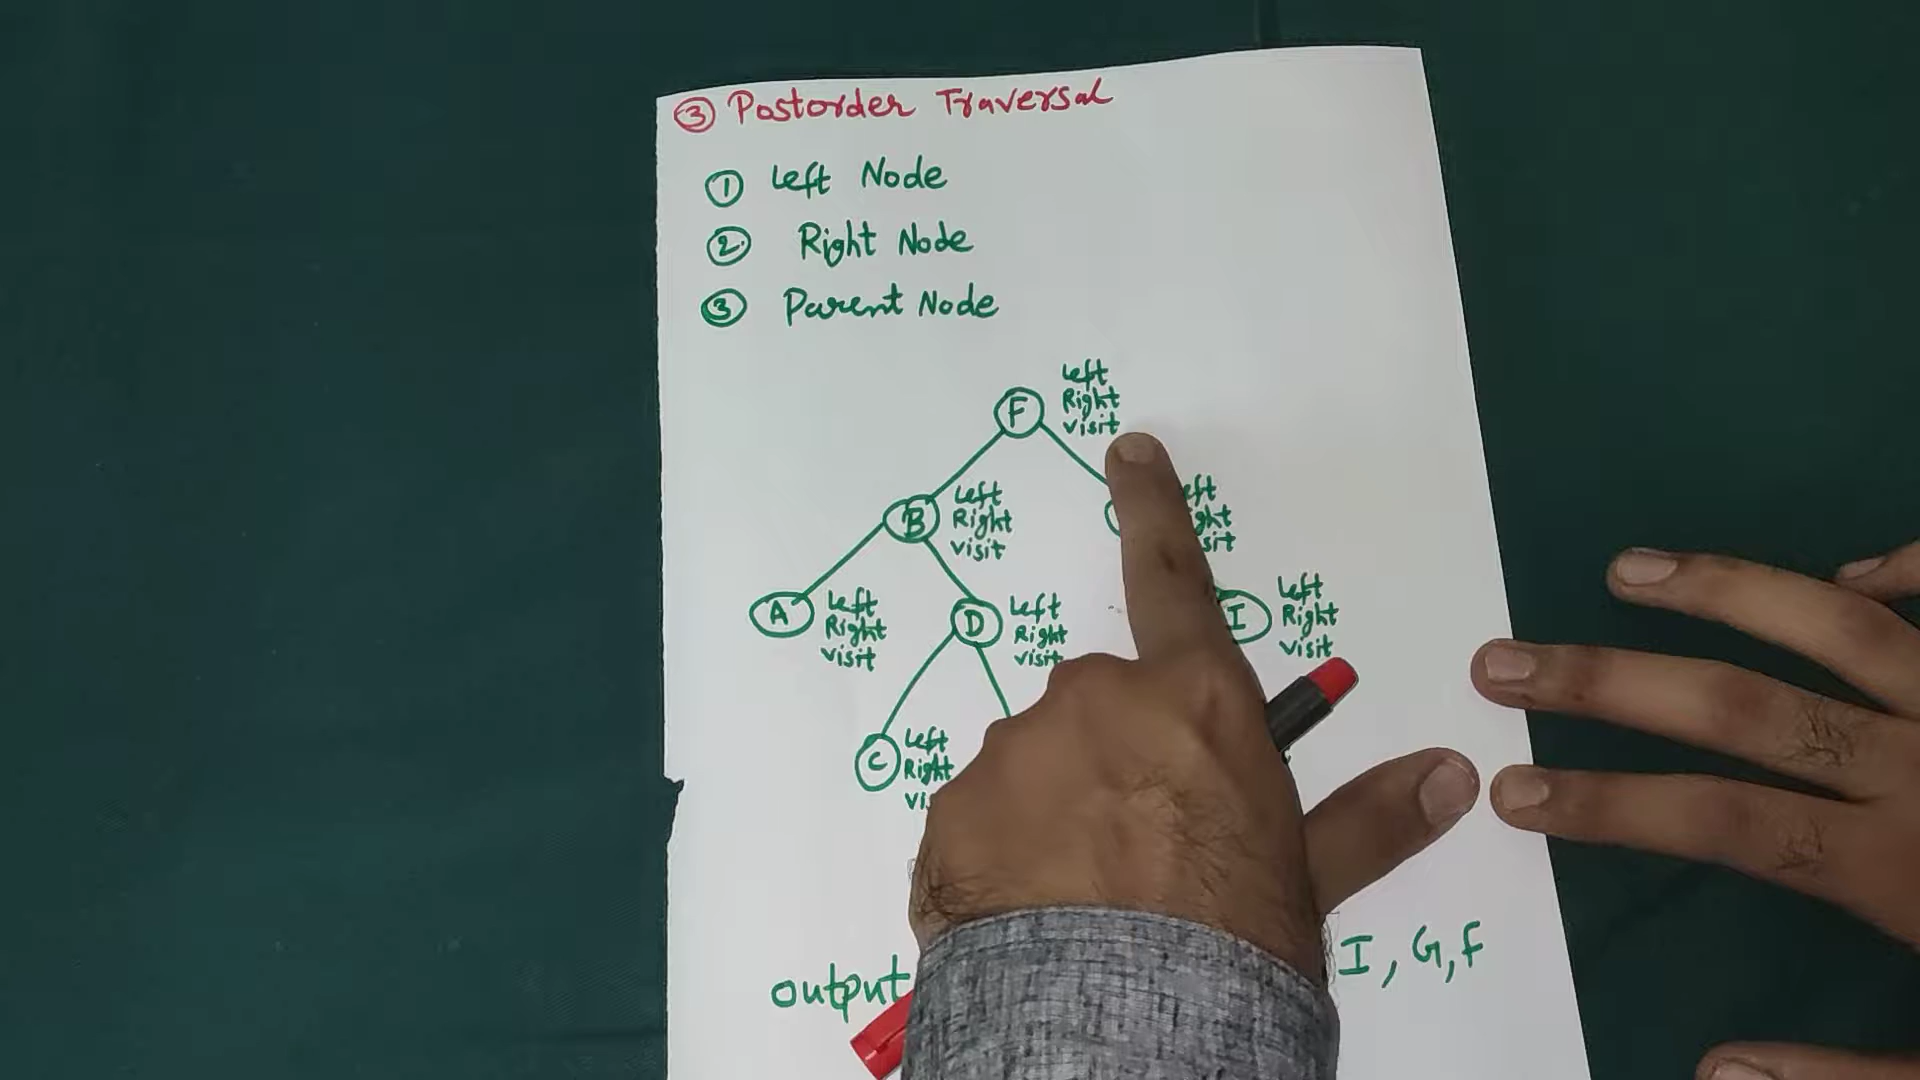 ③ Postorder Traversal
① Left Node
② Right Node
③ Parent Node
F
Left
Right
visit
B
Left
Right
visit
A
Left
Right
visit
D
Left
Right
visit
I
Left
Right
visit
C
Left
Right
output
I, G, F